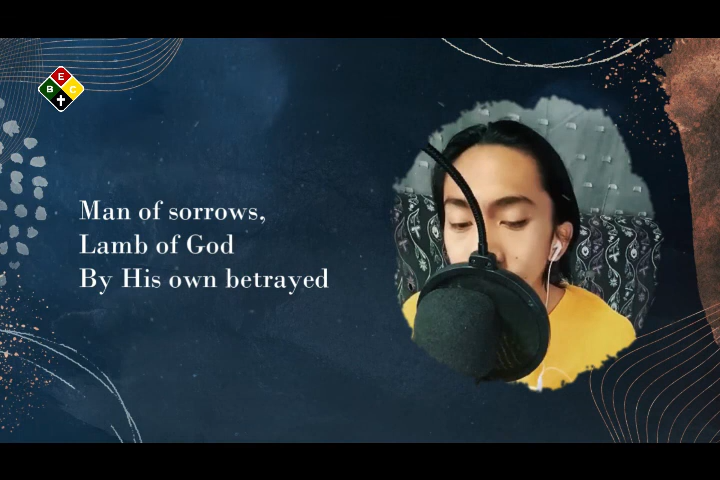 E
B C
Man of sorrows,
Lamb of God
By His own betrayed